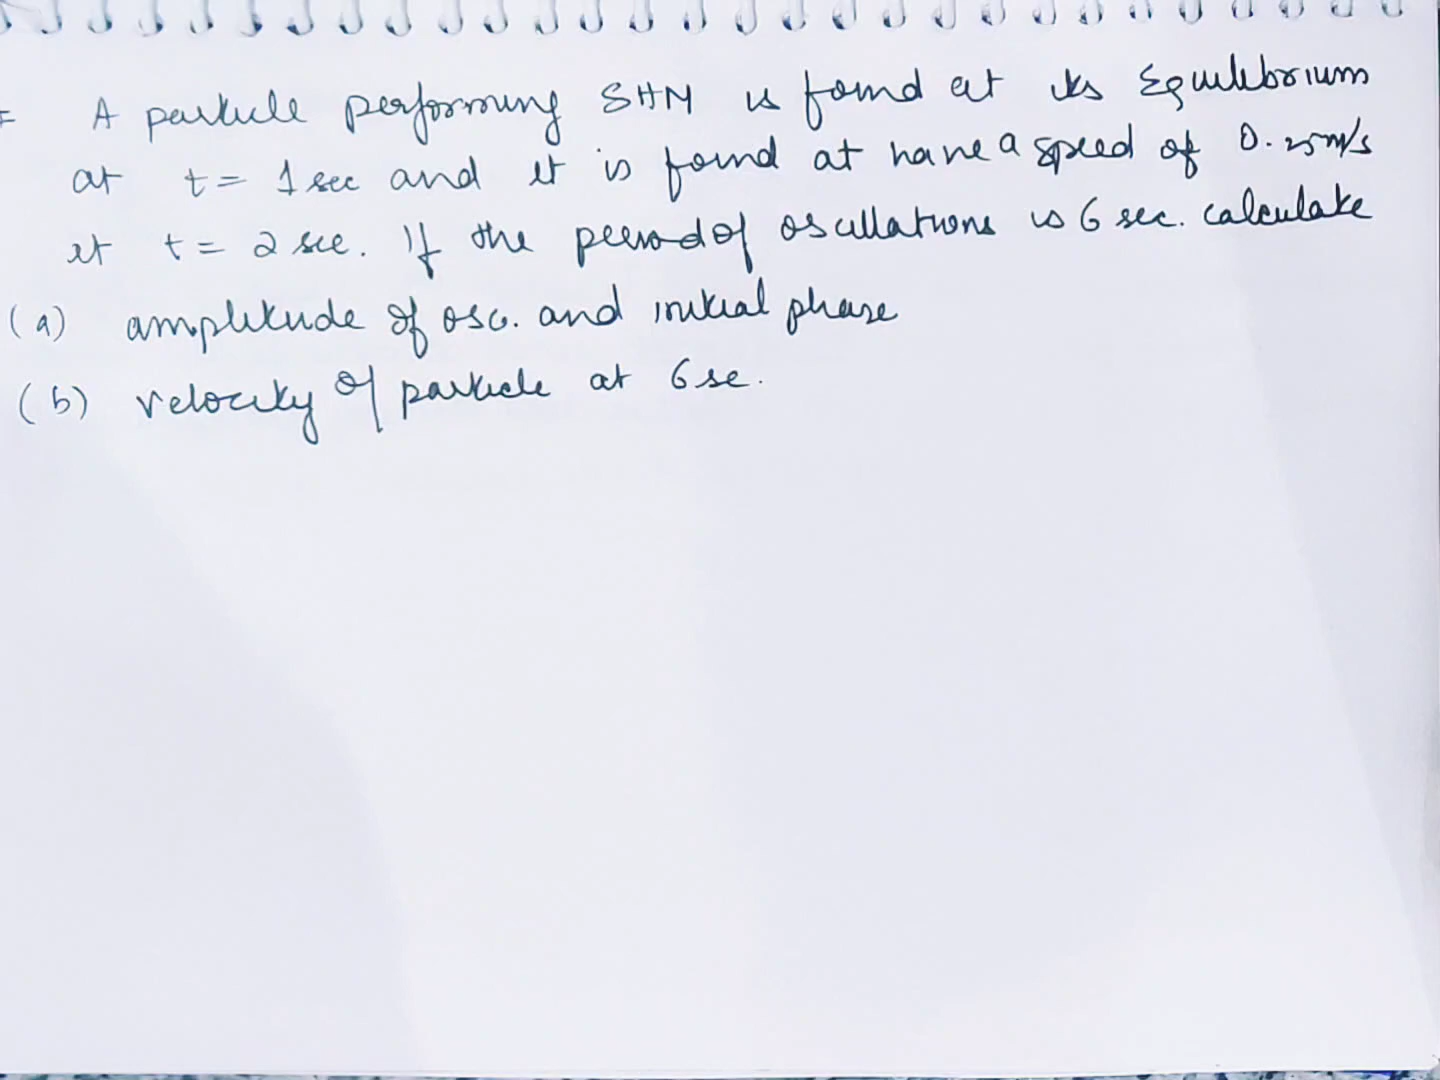 A particle performing SHM is found at its Equilibrium
at t = 1 sec and it is found at have a speed of 0.25 m/s
at t = 2 sec. If the period of oscillations is 6 sec. calculate
(a) amplitude of osc. and initial phase
(b) velocity of particle at 6 se.